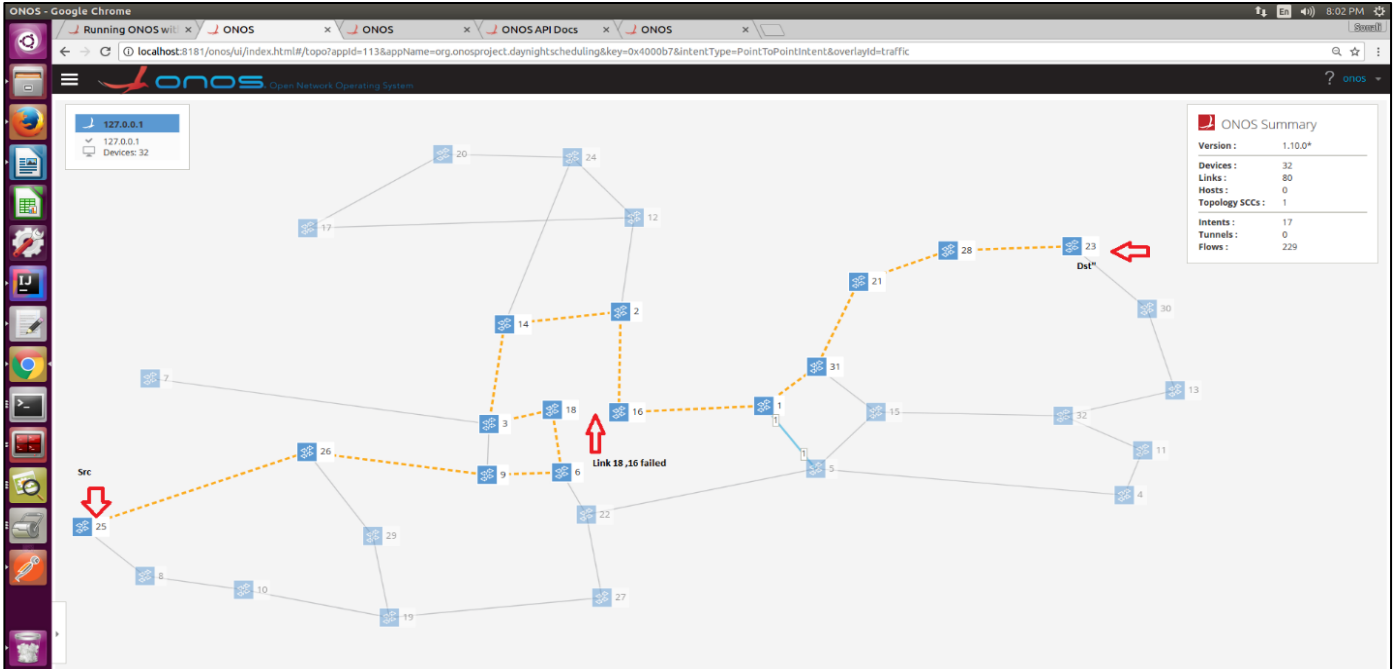 ONOS - Google Chrome
En 8:02 PM
Running ONOS wit
ONOS
ONOS
ONOS API Docs
ONOS
Sonali
localhost:8181/onos/ui/index.html#/topo?appId=113&appName=org.onosproject.daynightscheduling&key=0x4000b7&intentType=PointToPointIntent&overlayId=traffic
onos Open Network Operating System
? onos
127.0.0.1
127.0.0.1
Devices: 32
ONOS Summary
Version : 1.10.0*
Devices : 32
Links : 80
Hosts : 0
Topology SCCs : 1
Intents : 17
Tunnels : 0
Flows : 229
20
24
12
17
23
28
Dst"
21
30
2
14
31
7
13
1
18
16
15
32
3
1
Link 18 ,16 failed
26
1
5
11
9
6
Src
4
22
25
29
8
10
27
19